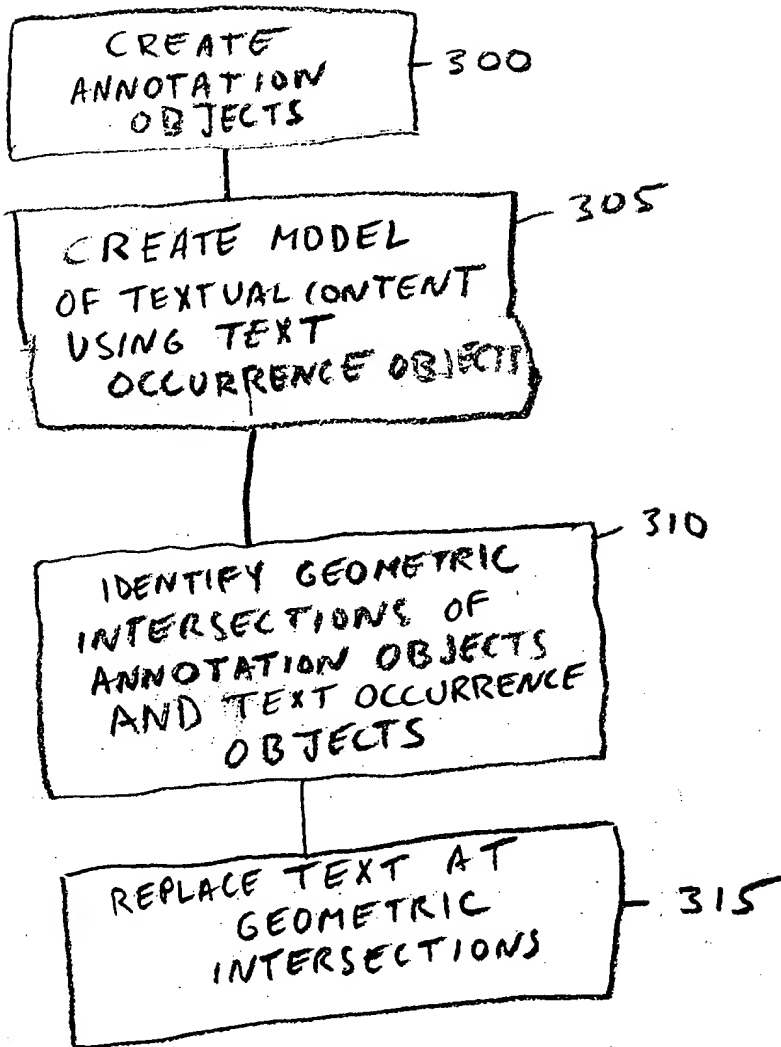 CREATE
ANNOTATION
OBJECTS
300
CREATE MODEL
OF TEXTUAL CONTENT
USING TEXT
OCCURRENCE OBJECTS
305
IDENTIFY GEOMETRIC
INTERSECTIONS OF
ANNOTATION OBJECTS
AND TEXT OCCURRENCE
OBJECTS
310
REPLACE TEXT AT
GEOMETRIC
INTERSECTIONS
315